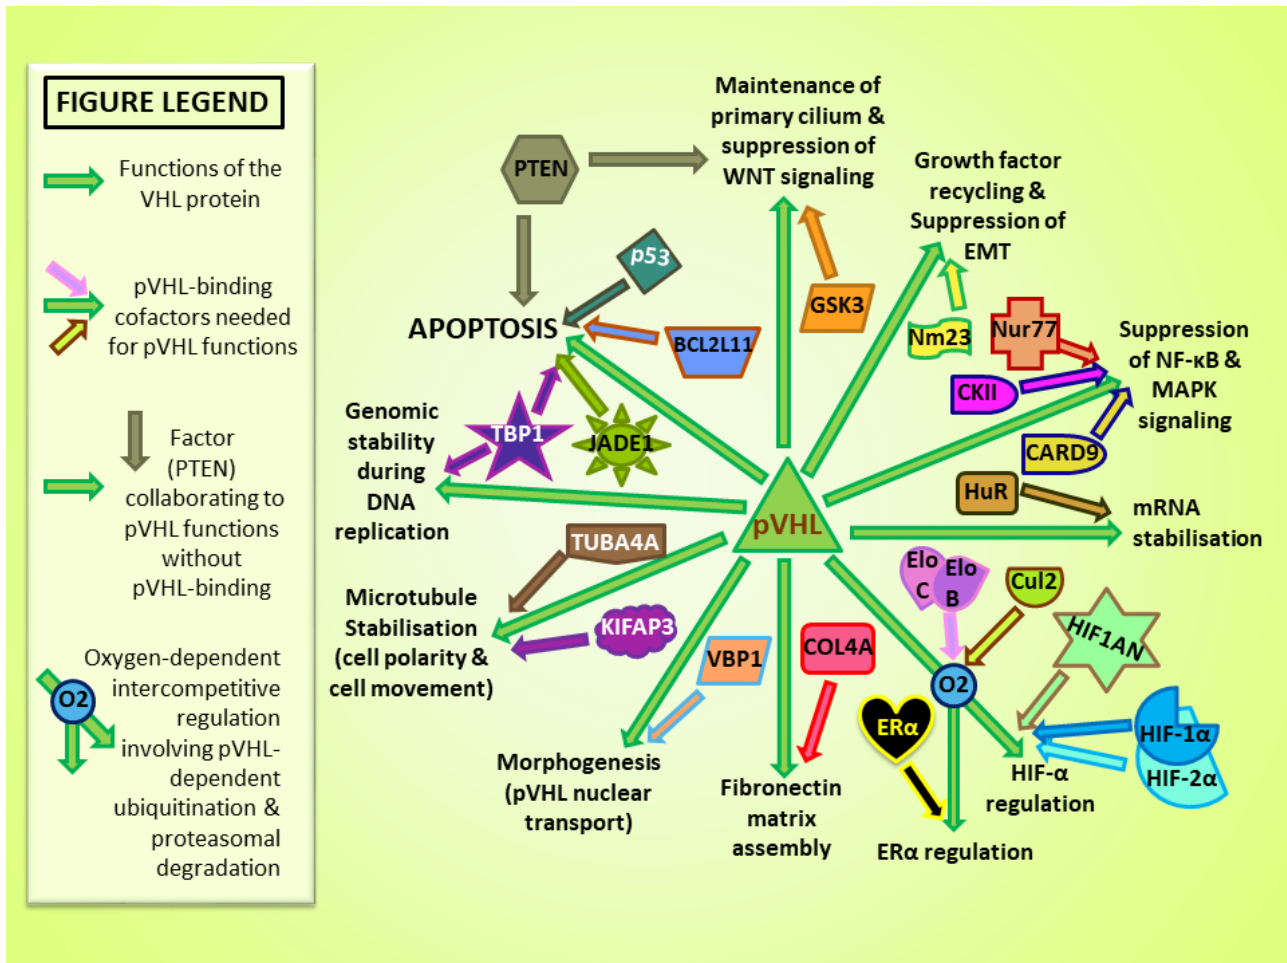 FIGURE LEGEND
Functions of the
VHL protein
pVHL-binding
cofactors needed
for pVHL functions
Factor
(PTEN)
collaborating to
pVHL functions
without
pVHL-binding
Oxygen-dependent
intercompetitive
regulation
involving pVHL-
dependent
ubiquitination &
proteasomal
degradation
O2
Maintenance of
primary cilium &
suppression of
WNT signaling
PTEN
Growth factor
recycling &
Suppression of
EMT
p53
GSK3
APOPTOSIS
BCL2L11
Nm23
Nur77
Suppression
of NF-κB &
MAPK
signaling
CKII
CARD9
Genomic
stability
during
DNA
replication
TBP1
JADE1
HuR
mRNA
stabilisation
pVHL
TUBA4A
Elo
C
Elo
B
Cul2
Microtubule
Stabilisation
(cell polarity &
cell movement)
KIFAP3
VBP1
COL4A
HIF1AN
O2
ERα
HIF-1α
HIF-2α
Morphogenesis
(pVHL nuclear
transport)
Fibronectin
matrix
assembly
HIF-α
regulation
ERα regulation